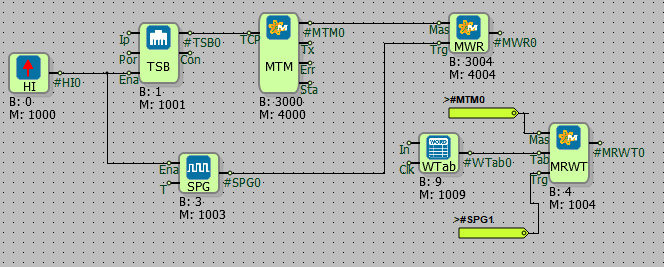 HI
#HI0
B: 0
M: 1000
Ip
Por
Ena
TSB
#TSB0
Con
B: 1
M: 1001
TCP
MTM
#MTM0
Tx
Err
Sta
B: 3000
M: 4000
Mas
Trg
MWR
#MWR0
B: 3004
M: 4004
Ena
T
SPG
#SPG0
B: 3
M: 1003
In
Clk
WORD
WTab
#WTab0
B: 9
M: 1009
>#MTM0
Mas
Tab
Trg
MRWT
#MRWT0
B: 4
M: 1004
>#SPG1